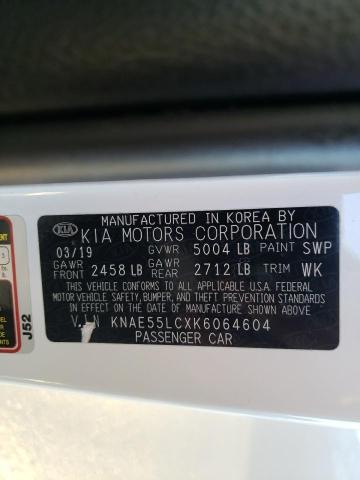 MANUFACTURED IN KOREA BY
KIA KIA MOTORS CORPORATION
03/19 GVWR 5004 LB PAINT SWP
GAWR FRONT 2458 LB GAWR REAR 2712 LB TRIM WK
THIS VEHICLE CONFORMS TO ALL APPLICABLE U.S.A. FEDERAL
MOTOR VEHICLE SAFETY, BUMPER, AND THEFT PREVENTION STANDARDS
IN EFFECT ON THE DATE OF MANUFACTURE SHOWN ABOVE.
V.I.N KNAE55LCXK6064604
PASSENGER CAR
J52